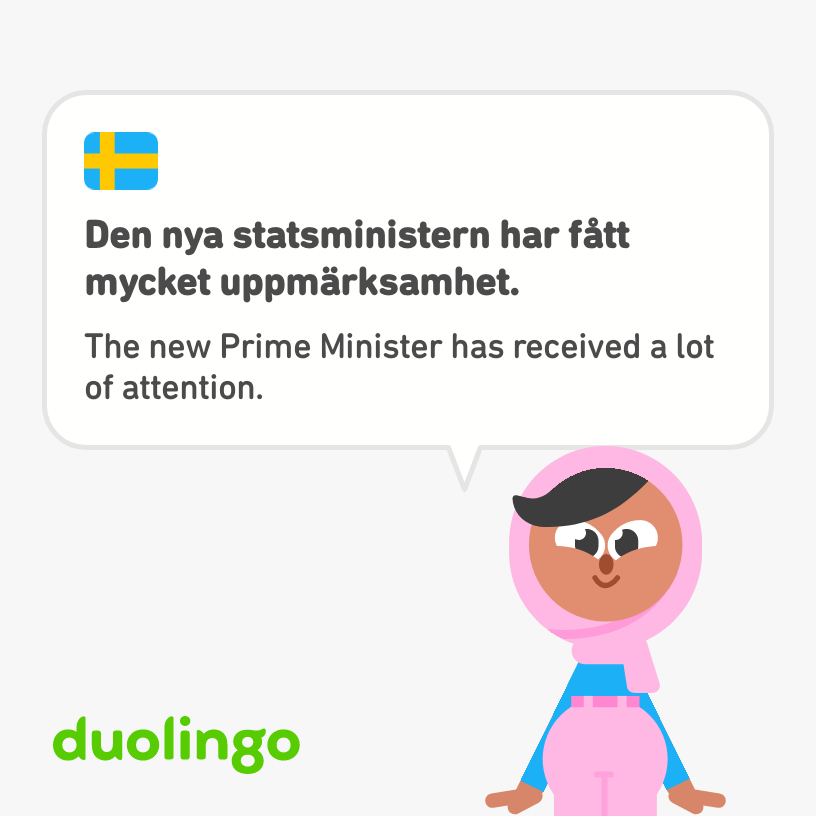 Den nya statsministern har fått
mycket uppmärksamhet.
The new Prime Minister has received a lot
of attention.
duolingo